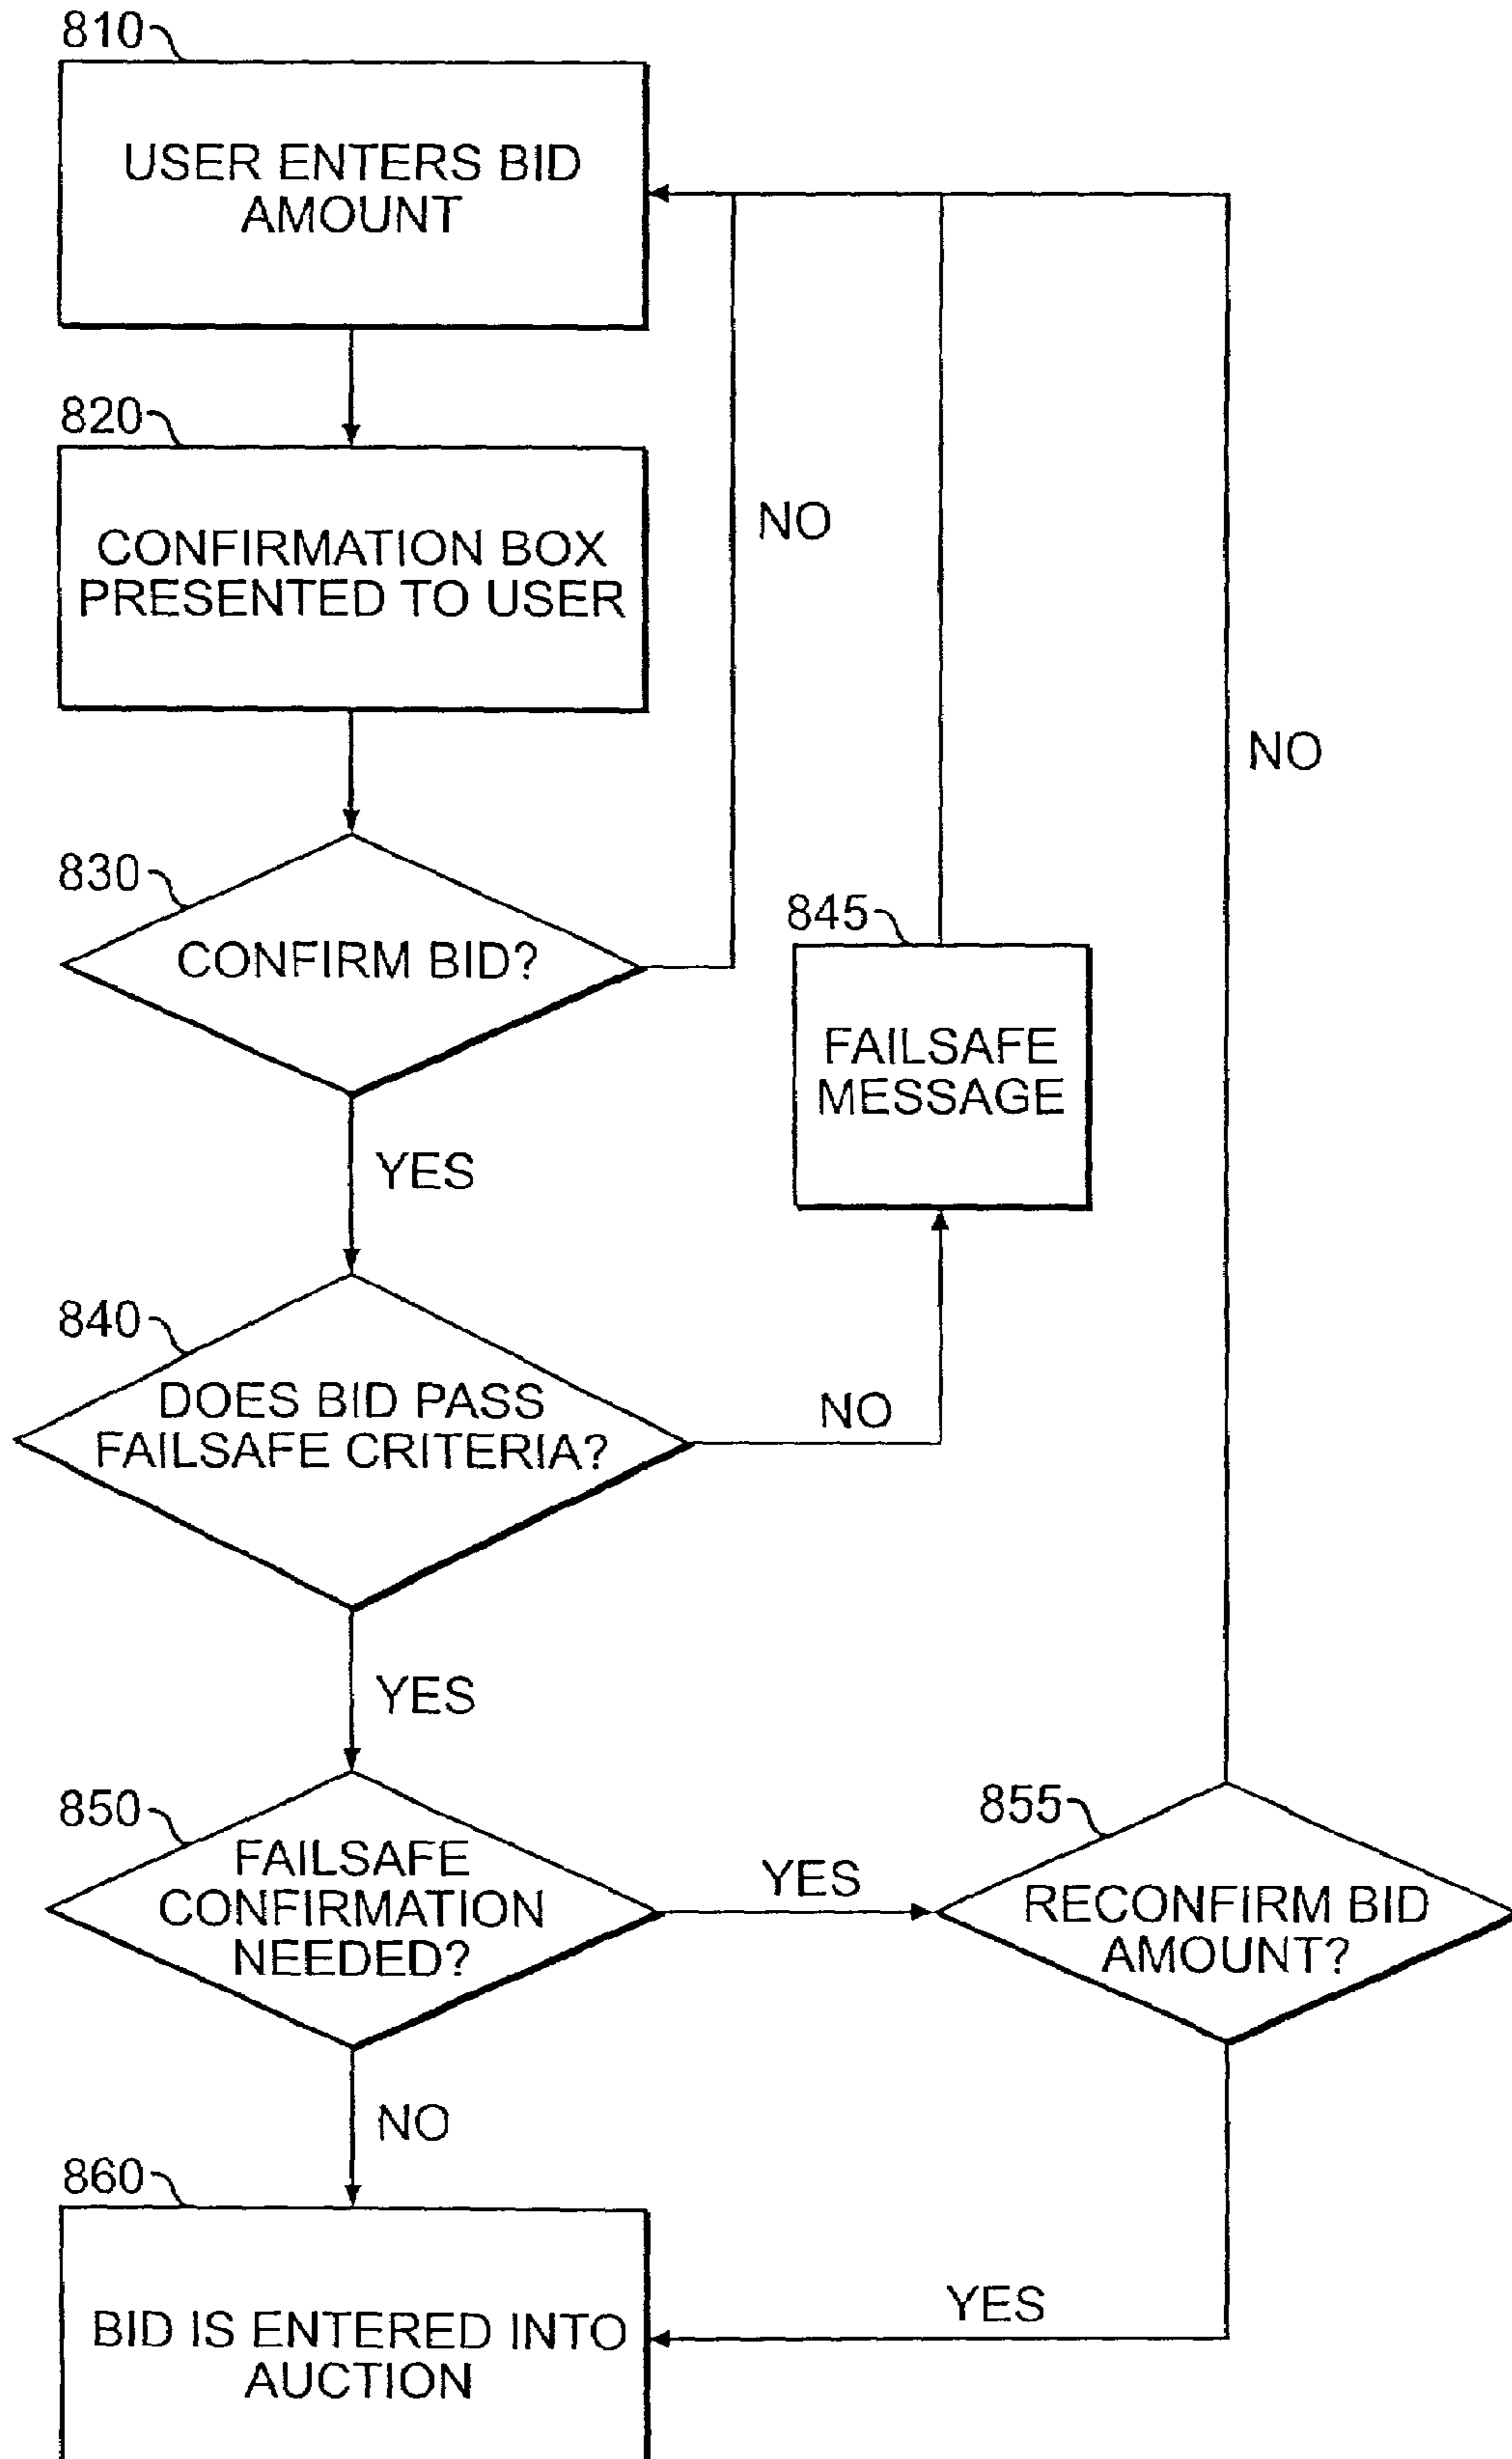 810
USER ENTERS BID
AMOUNT
820
CONFIRMATION BOX
PRESENTED TO USER
NO
NO
830
CONFIRM BID?
845
FAILSAFE
MESSAGE
YES
840
DOES BID PASS
FAILSAFE CRITERIA?
NO
YES
850
FAILSAFE
CONFIRMATION
NEEDED?
YES
855
RECONFIRM BID
AMOUNT?
NO
860
BID IS ENTERED INTO
AUCTION
YES